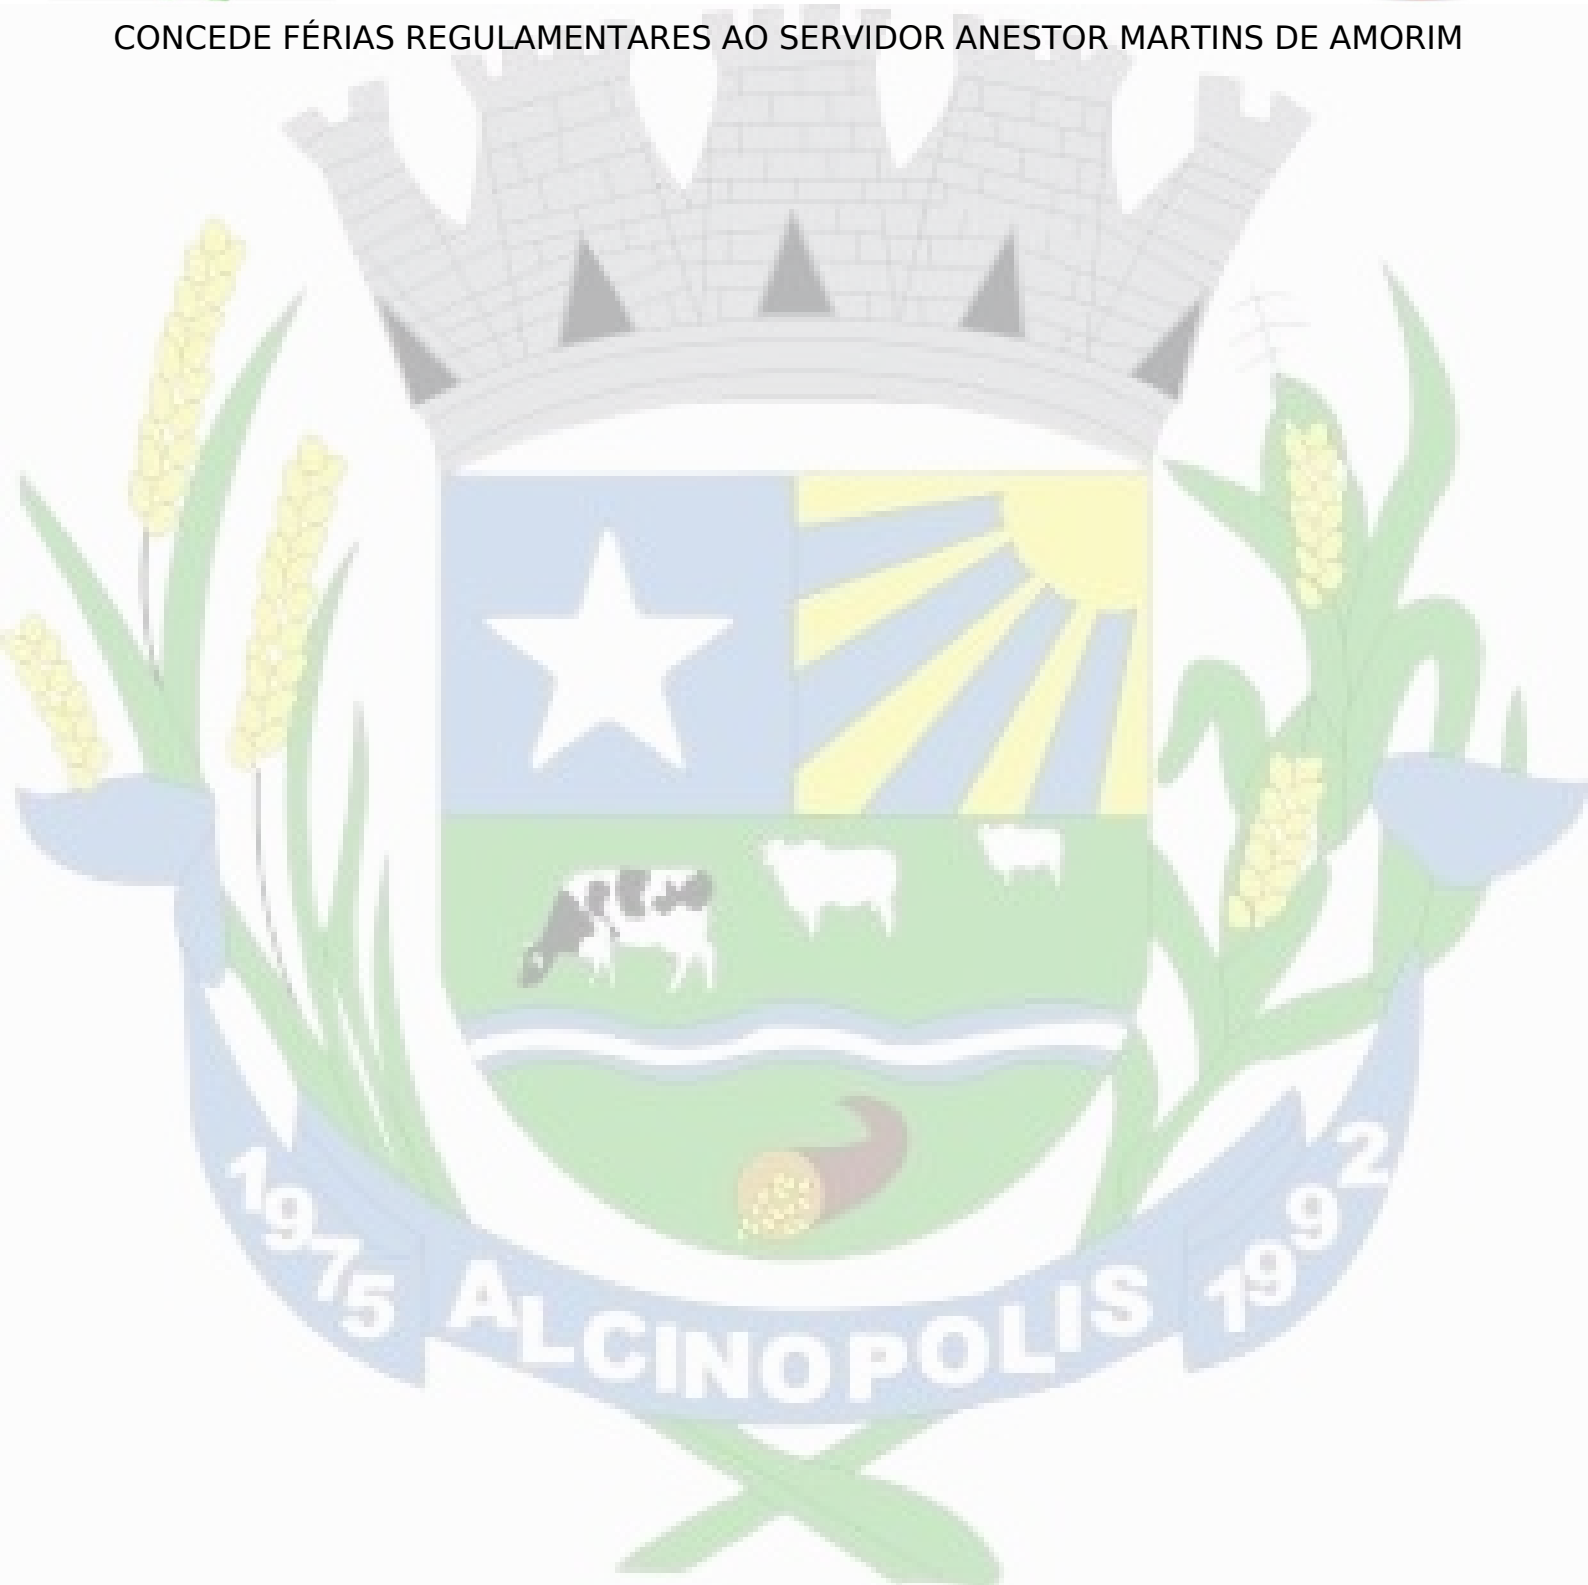 CONCEDE FÉRIAS REGULAMENTARES AO SERVIDOR ANESTOR MARTINS DE AMORIM
1975 ALCINOPOLIS 1992